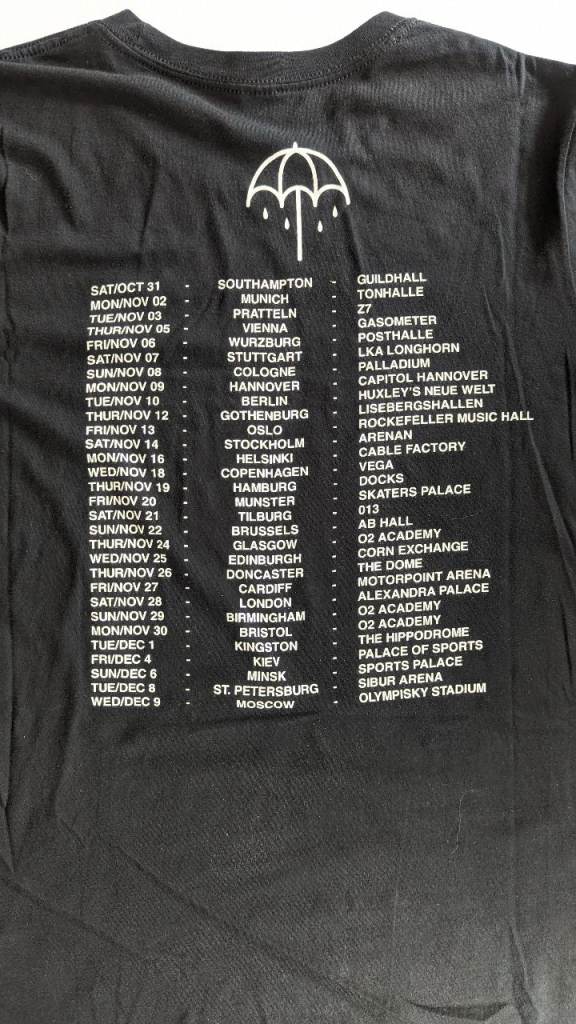 SAT/OCT 31 - SOUTHAMPTON - GUILDHALL
MON/NOV 02 - MUNICH - TONHALLE
TUE/NOV 03 - PRATTELN - Z7
THUR/NOV 05 - VIENNA - GASOMETER
FRI/NOV 06 - WURZBURG - POSTHALLE
SAT/NOV 07 - STUTTGART - LKA LONGHORN
SUN/NOV 08 - COLOGNE - PALLADIUM
MON/NOV 09 - HANNOVER - CAPITOL HANNOVER
TUE/NOV 10 - BERLIN - HUXLEY'S NEUE WELT
THUR/NOV 12 - GOTHENBURG - LISEBERGSHALLEN
FRI/NOV 13 - OSLO - ROCKEFELLER MUSIC HALL
SAT/NOV 14 - STOCKHOLM - ARENAN
MON/NOV 16 - HELSINKI - CABLE FACTORY
WED/NOV 18 - COPENHAGEN - VEGA
THUR/NOV 19 - HAMBURG - DOCKS
FRI/NOV 20 - MUNSTER - SKATERS PALACE
SAT/NOV 21 - TILBURG - 013
SUN/NOV 22 - BRUSSELS - AB HALL
THUR/NOV 24 - GLASGOW - O2 ACADEMY
WED/NOV 25 - EDINBURGH - CORN EXCHANGE
THUR/NOV 26 - DONCASTER - THE DOME
FRI/NOV 27 - CARDIFF - MOTORPOINT ARENA
SAT/NOV 28 - LONDON - ALEXANDRA PALACE
SUN/NOV 29 - BIRMINGHAM - O2 ACADEMY
MON/NOV 30 - BRISTOL - O2 ACADEMY
TUE/DEC 1 - KINGSTON - THE HIPPODROME
FRI/DEC 4 - KIEV - PALACE OF SPORTS
SUN/DEC 6 - MINSK - SPORTS PALACE
TUE/DEC 8 - ST. PETERSBURG - SIBUR ARENA
WED/DEC 9 - MOSCOW - OLYMPISKY STADIUM